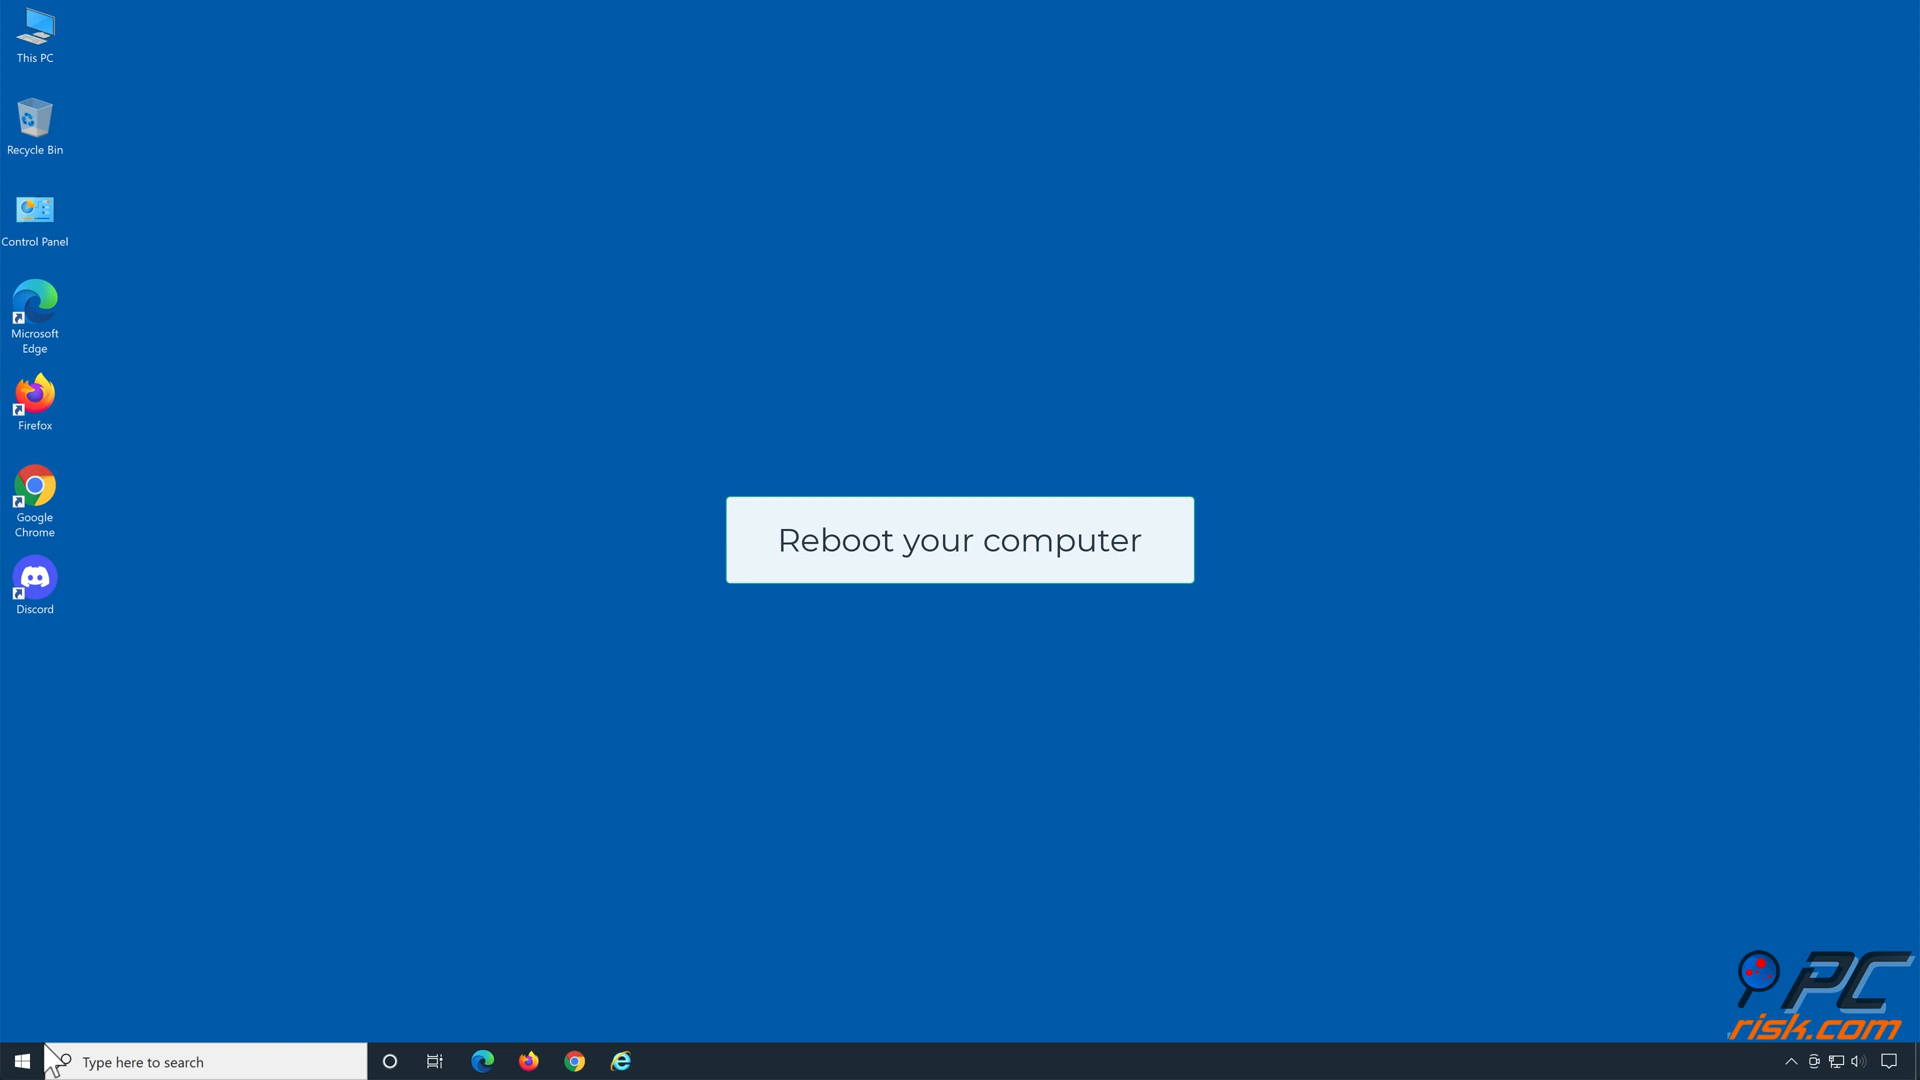 This PC
Recycle Bin
Control Panel
Microsoft
Edge
Firefox
Google
Chrome
Discord
Reboot your computer
PC
risk.com
Type here to search